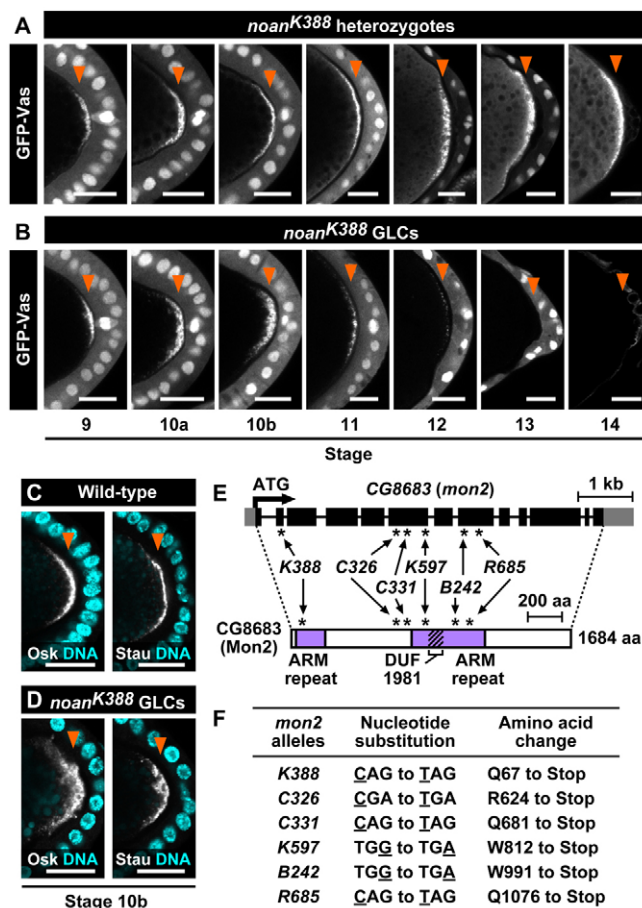 A
noanK388 heterozygotes
GFP-Vas
B
noanK388 GLCs
GFP-Vas
9 10a 10b 11 12 13 14
Stage
C
Wild-type
Osk DNA Stau DNA
D
noanK388 GLCs
Osk DNA Stau DNA
Stage 10b
E
ATG
CG8683 (mon2)
1 kb
* * * * * *
K388 C326 K597 R685
C331 B242
200 aa
* * * * * *
CG8683
(Mon2)
1684 aa
ARM
repeat
DUF
1981
ARM
repeat
F
mon2 alleles Nucleotide substitution Amino acid change
K388 CAG to TAG Q67 to Stop
C326 CGA to TGA R624 to Stop
C331 CAG to TAG Q681 to Stop
K597 TGG to TGA W812 to Stop
B242 TGG to TGA W991 to Stop
R685 CAG to TAG Q1076 to Stop